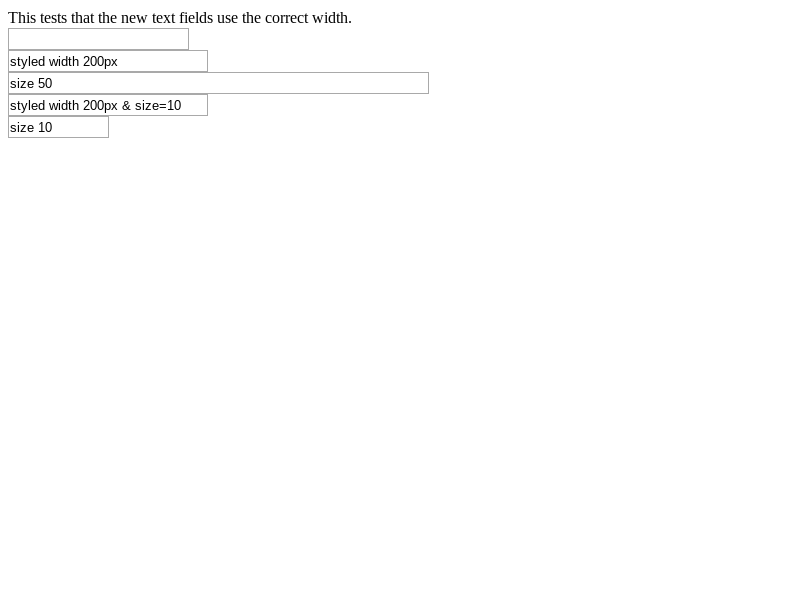 This tests that the new text fields use the correct width.
styled width 200px
size 50
styled width 200px & size=10
size 10